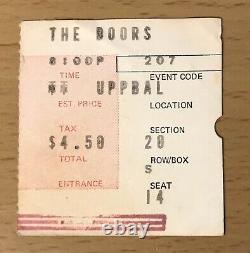 THE DOORS
8:00P 207
TIME EVENT CODE
UPPBAL
EST. PRICE LOCATION
TAX SECTION
$4.50 20
TOTAL ROW/BOX
S
ENTRANCE SEAT
14